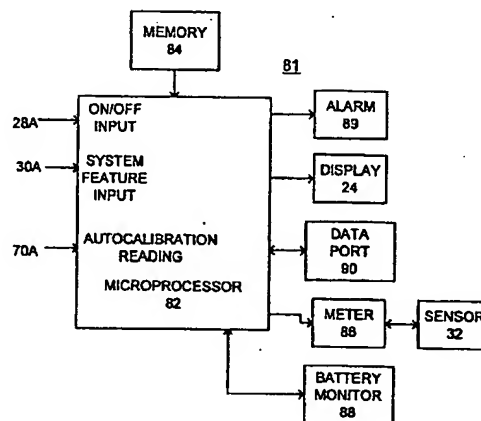 MEMORY
84
81
ON/OFF
INPUT
28A
SYSTEM
FEATURE
INPUT
30A
AUTOCALIBRATION
READING
70A
MICROPROCESSOR
82
ALARM
89
DISPLAY
24
DATA
PORT
90
METER
86
SENSOR
32
BATTERY
MONITOR
88